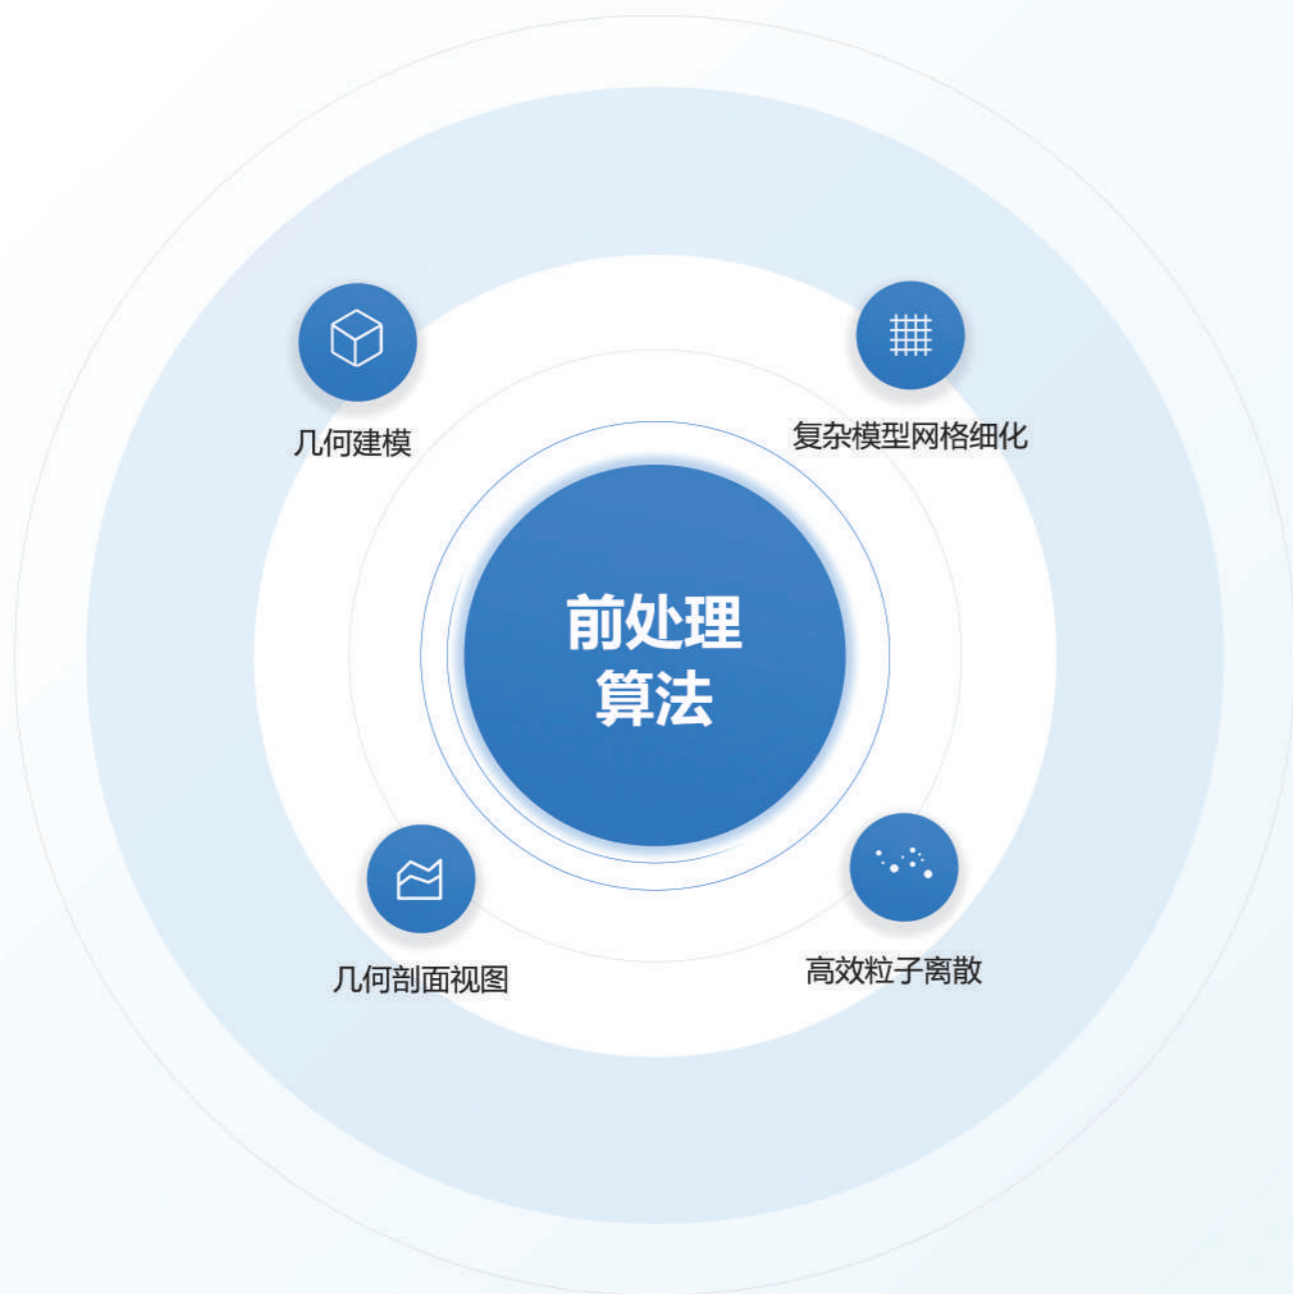 几何建模
复杂模型网格细化
前处理
算法
几何剖面视图
高效粒子离散